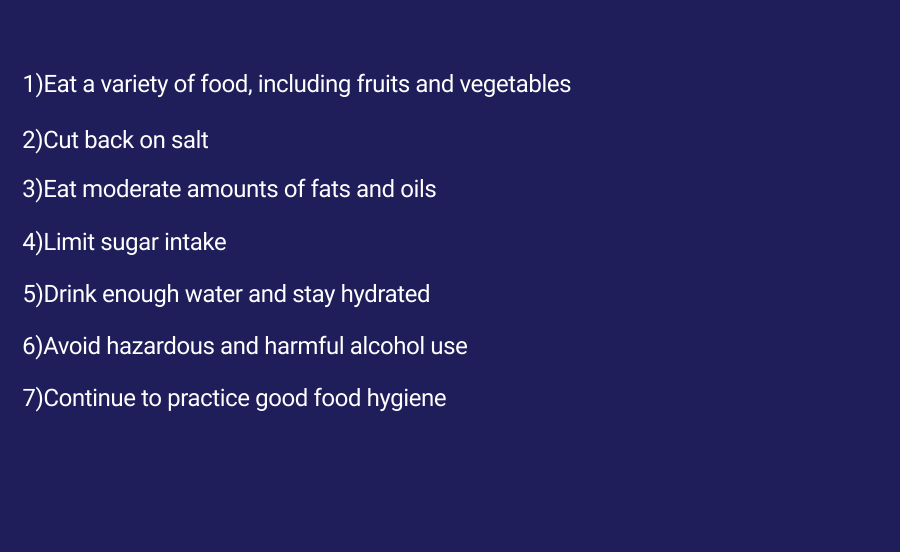 1)Eat a variety of food, including fruits and vegetables
2)Cut back on salt
3)Eat moderate amounts of fats and oils
4)Limit sugar intake
5)Drink enough water and stay hydrated
6)Avoid hazardous and harmful alcohol use
7)Continue to practice good food hygiene